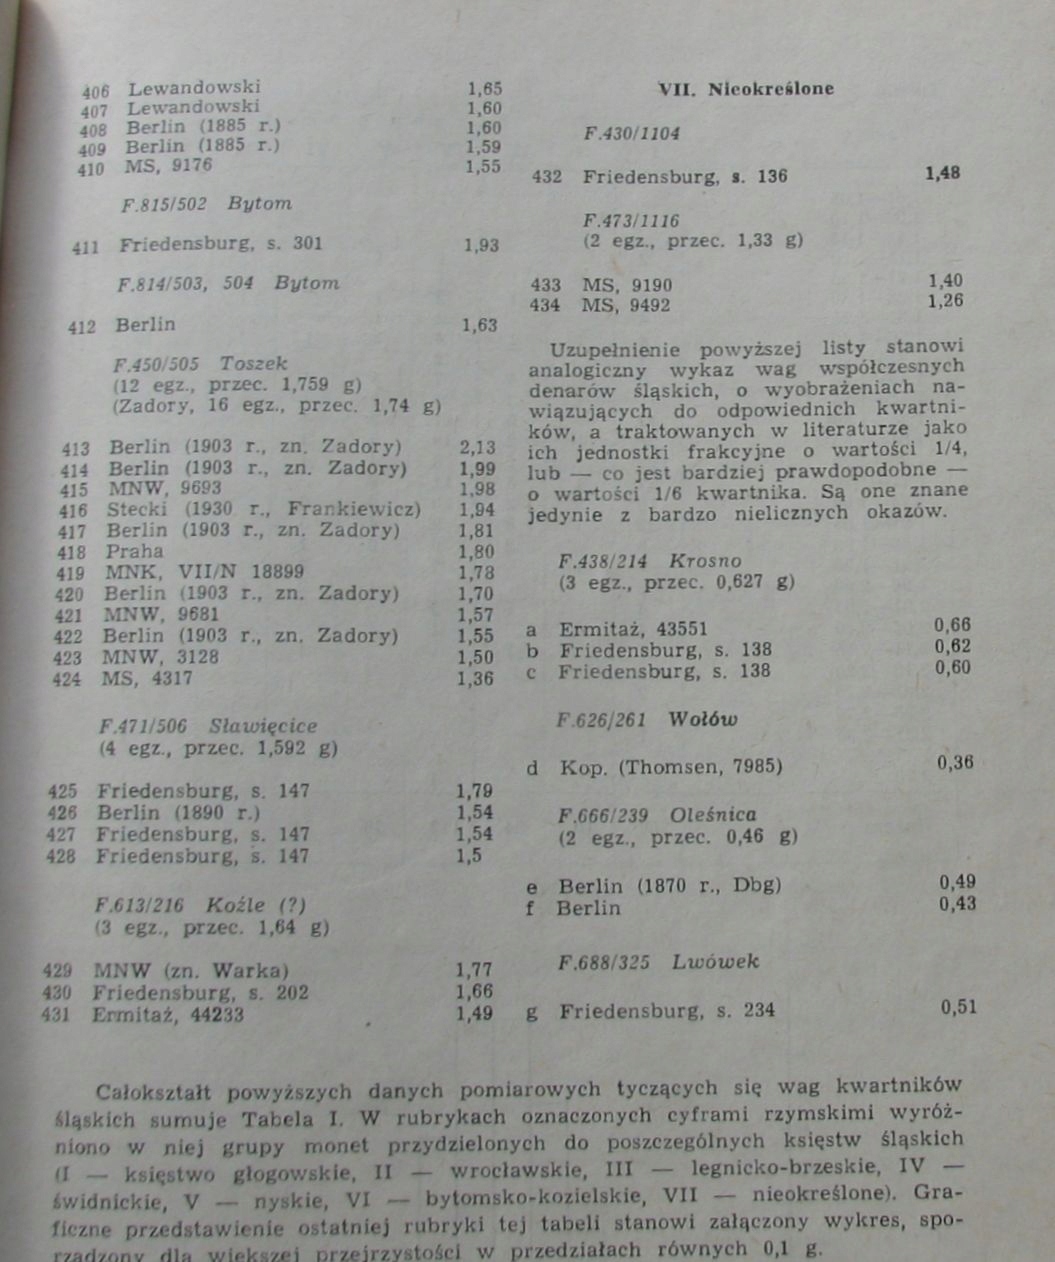 406 Lewandowski 1,65
407 Lewandowski 1,60
408 Berlin (1885 r.) 1,60
409 Berlin (1885 r.) 1,59
410 MS, 9176 1,55
F.815/502 Bytom
411 Friedensburg, s. 301 1,93
F.814/503, 504 Bytom
412 Berlin 1,63
F.450/505 Toszek
(12 egz., przec. 1,759 g)
(Zadory, 16 egz., przec. 1,74 g)
413 Berlin (1903 r., zn. Zadory) 2,13
414 Berlin (1903 r., zn. Zadory) 1,99
415 MNW, 9693 1,98
416 Stecki (1930 r., Frankiewicz) 1,94
417 Berlin (1903 r., zn. Zadory) 1,81
418 Praha 1,80
419 MNK, VII/N 18899 1,78
420 Berlin (1903 r., zn. Zadory) 1,70
421 MNW, 9681 1,57
422 Berlin (1903 r., zn. Zadory) 1,55
423 MNW, 3128 1,50
424 MS, 4317 1,36
F.471/506 Sławięcice
(4 egz., przec. 1,592 g)
425 Friedensburg, s. 147 1,79
426 Berlin (1890 r.) 1,54
427 Friedensburg, s. 147 1,54
428 Friedensburg, s. 147 1,5
F.613/216 Koźle (?)
(3 egz., przec. 1,64 g)
429 MNW (zn. Warka) 1,77
430 Friedensburg, s. 202 1,66
431 Ermitaż, 44233 1,49
VII. Nieokreślone
F.430/1104
432 Friedensburg, s. 136 1,48
F.473/1116
(2 egz., przec. 1,33 g)
433 MS, 9190 1,40
434 MS, 9492 1,26
Uzupełnienie powyższej listy stanowi
analogiczny wykaz wag współczesnych
denarów śląskich, o wyobrażeniach na-
wiązujących do odpowiednich kwartni-
ków, a traktowanych w literaturze jako
ich jednostki frakcyjne o wartości 1/4,
lub — co jest bardziej prawdopodobne —
o wartości 1/6 kwartnika. Są one znane
jedynie z bardzo nielicznych okazów.
F.438/214 Krosno
(3 egz., przec. 0,627 g)
a Ermitaż, 43551 0,66
b Friedensburg, s. 138 0,62
c Friedensburg, s. 138 0,60
F.626/261 Wołów
d Kop. (Thomsen, 7985) 0,36
F.666/239 Oleśnica
(2 egz., przec. 0,46 g)
e Berlin (1870 r., Dbg) 0,49
f Berlin 0,43
F.688/325 Lwówek
g Friedensburg, s. 234 0,51
Całokształt powyższych danych pomiarowych tyczących się wag kwartników
śląskich sumuje Tabela I. W rubrykach oznaczonych cyframi rzymskimi wyróż-
niono w niej grupy monet przydzielonych do poszczególnych księstw śląskich
(I — księstwo głogowskie, II — wrocławskie, III — legnicko-brzeskie, IV —
świdnickie, V — nyskie, VI — bytomsko-kozielskie, VII — nieokreślone). Gra-
ficzne przedstawienie ostatniej rubryki tej tabeli stanowi załączony wykres, spo-
rządzony dla większej przejrzystości w przedziałach równych 0,1 g.